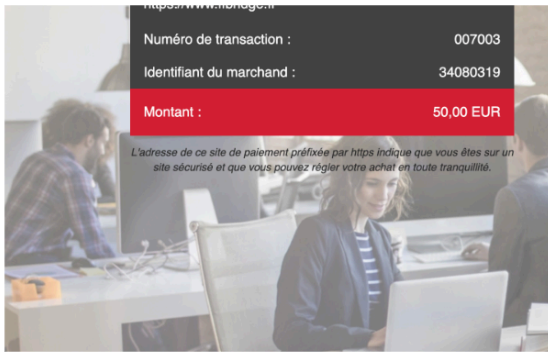 Numéro de transaction : 007003
Identifiant du marchand : 34080319
Montant : 50,00 EUR
L'adresse de ce site de paiement préfixée par https indique que vous êtes sur un
site sécurisé et que vous pouvez régler votre achat en toute tranquillité.